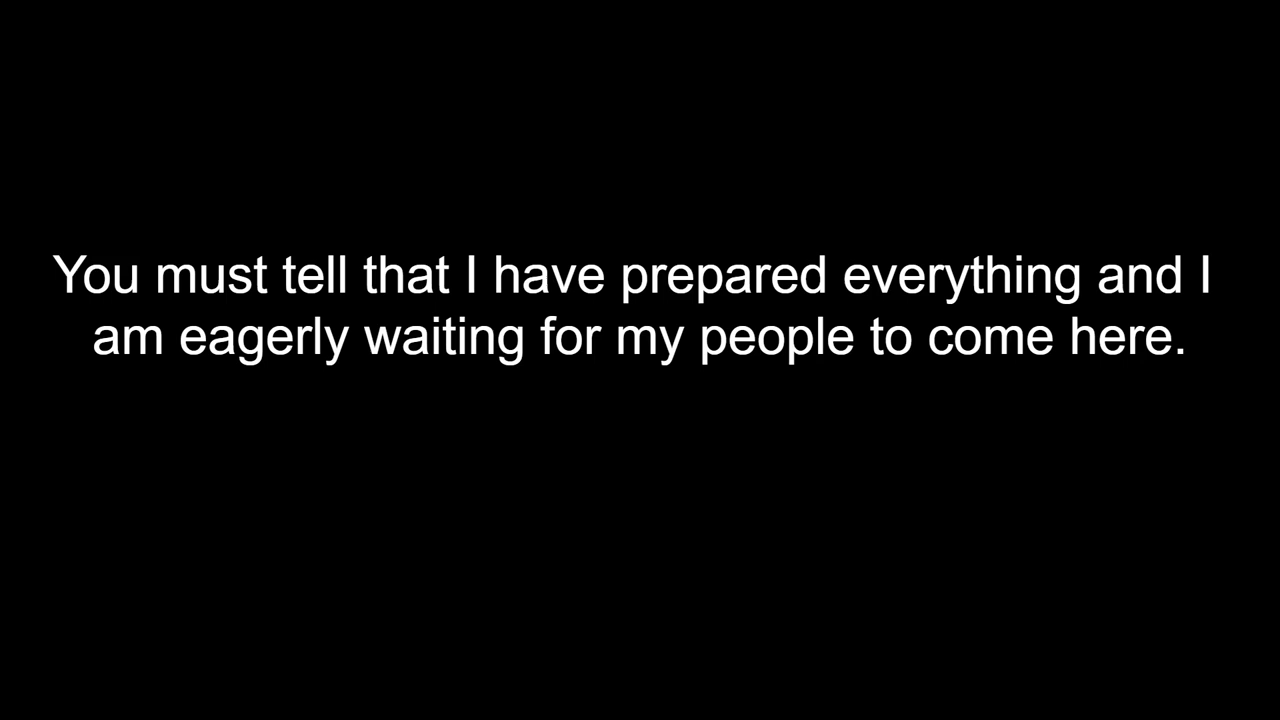 You must tell that I have prepared everything and I
am eagerly waiting for my people to come here.